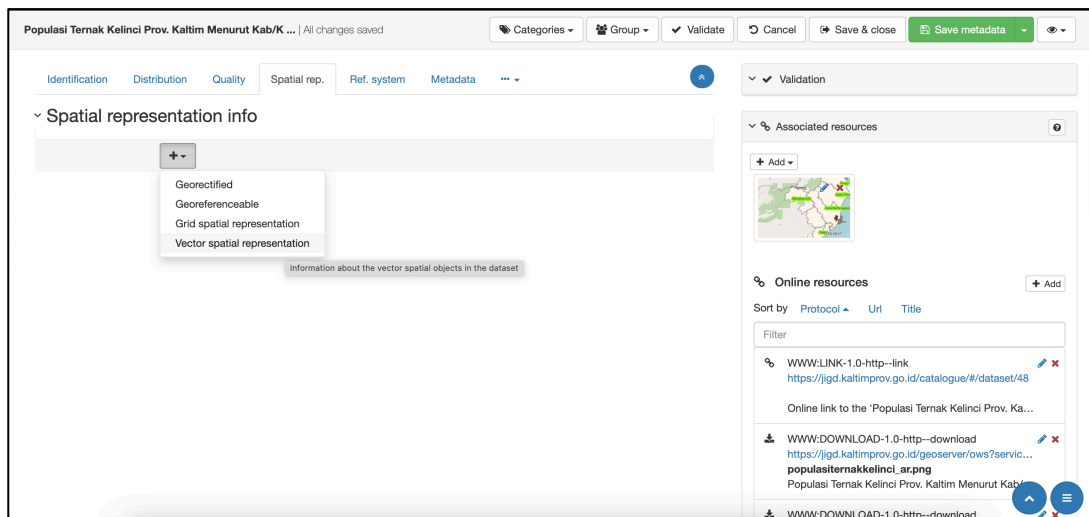 Populasi Ternak Kelinci Prov. Kaltim Menurut Kab/K ... | All changes saved
Categories
Group
Validate
Cancel
Save & close
Save metadata
Identification
Distribution
Quality
Spatial rep.
Ref. system
Metadata
...
Spatial representation info
+
Georectified
Georeferenceable
Grid spatial representation
Vector spatial representation
Information about the vector spatial objects in the dataset
Validation
Associated resources
+ Add
Online resources
+ Add
Sort by Protocol Url Title
Filter
WWW:LINK-1.0-http--link
https://jigd.kaltimprov.go.id/catalogue/#/dataset/48
Online link to the 'Populasi Ternak Kelinci Prov. Ka...
WWW:DOWNLOAD-1.0-http--download
https://jigd.kaltimprov.go.id/geoserver/ows?servic...
populasiternakkelinci_ar.png
Populasi Ternak Kelinci Prov. Kaltim Menurut Kab/
WWW:DOWNLOAD-1.0-http--download